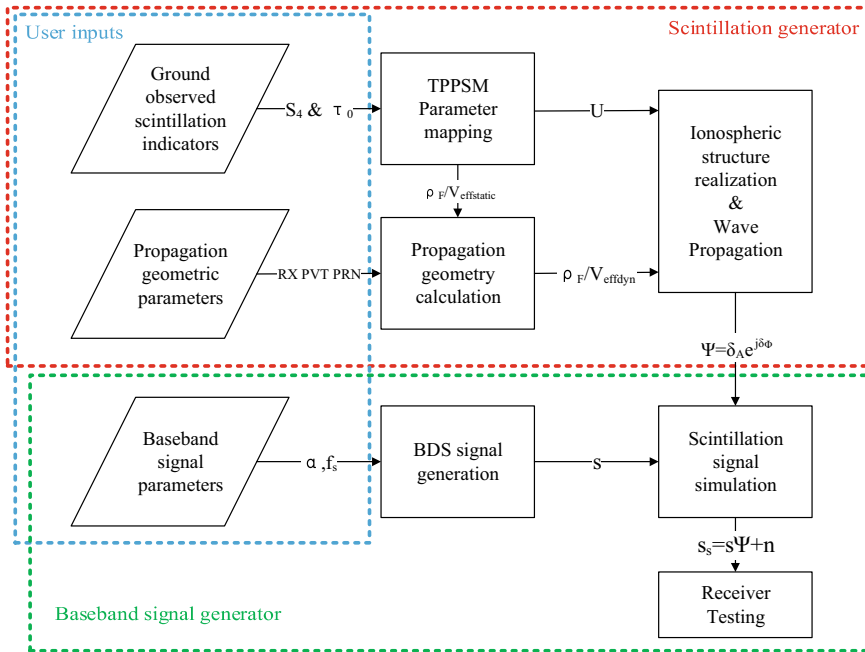 User inputs
Scintillation generator
Ground
observed
scintillation
indicators
S₄ & τ₀
TPPSM
Parameter
mapping
U
Ionospheric
structure
realization
&
Wave
Propagation
ρF/Veffstatic
Propagation
geometric
parameters
RX PVT PRN
Propagation
geometry
calculation
ρF/Veffdyn
Ψ=δAe^jδΦ
Baseband
signal
parameters
α,fs
BDS signal
generation
s
Scintillation
signal
simulation
ss=sΨ+n
Receiver
Testing
Baseband signal generator